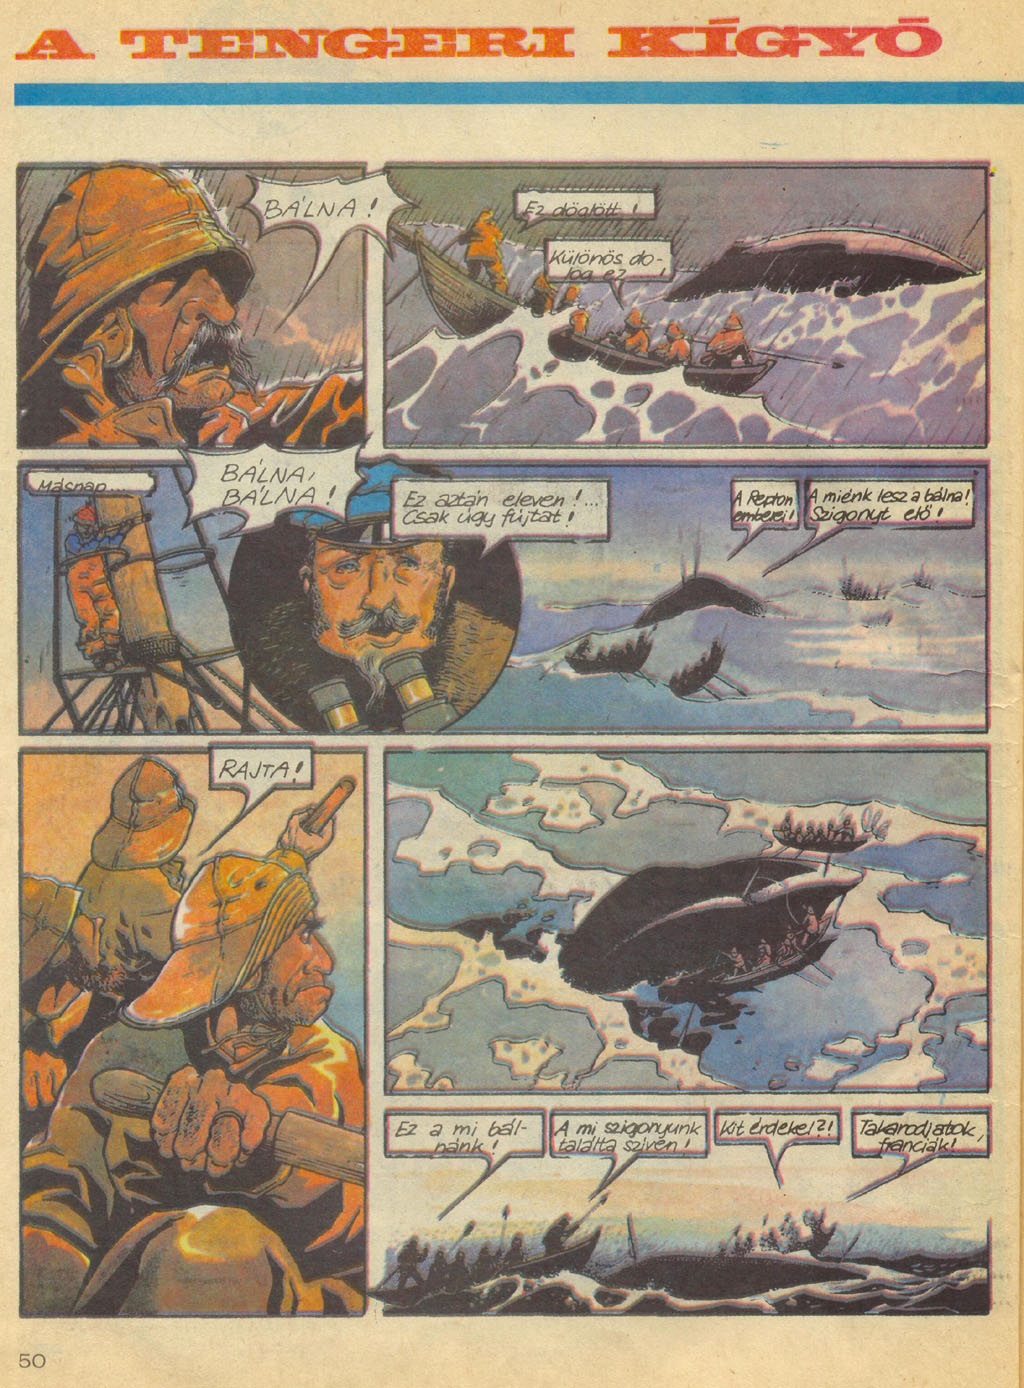 A TENGERI KÍGYÓ
BÁLNA!
Ez döglött!
Különös do-
log ez !
Másnap...
BÁLNA,
BÁLNA!
Ez aztán eleven!...
Csak úgy fújtat!
A Repton
emberei!
A miénk lesz a bálna!
Szigonyt elő!
RAJTA!
Ez a mi bál-
nánk!
A mi szigonyunk
találta szíven!
Kit érdekel?!
Takarodjatok,
franciák!
50